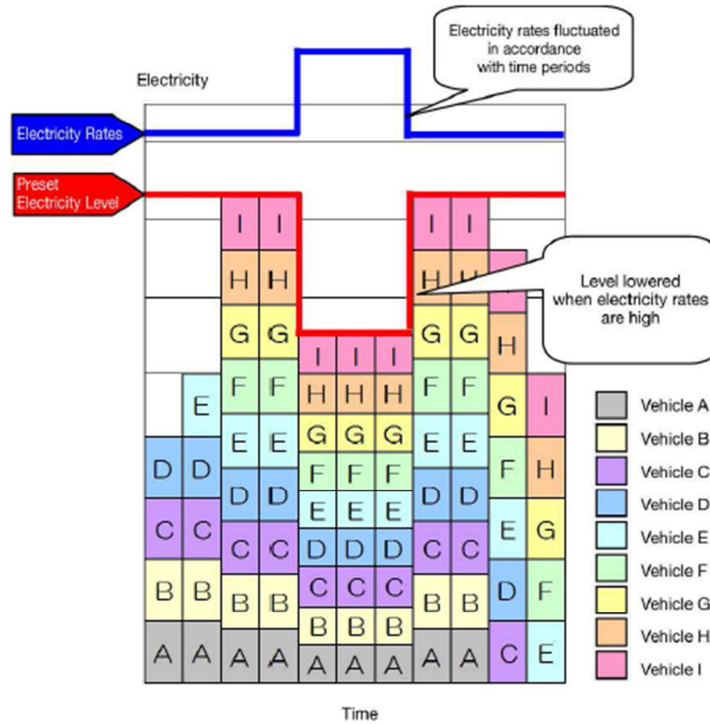 Electricity rates fluctuated
in accordance
with time periods
Electricity
Electricity Rates
Preset
Electricity Level
I I I I
H H H H
Level lowered
when electricity rates
are high
G G G G
I I I H
F F E H H H F F G I
E E G G G E E
D D F F F D D F H
E E E
C C C C D D D C C E G
B B B B C C C B B D F
B B B
A A A A A A A A A C E
Vehicle A
Vehicle B
Vehicle C
Vehicle D
Vehicle E
Vehicle F
Vehicle G
Vehicle H
Vehicle I
Time